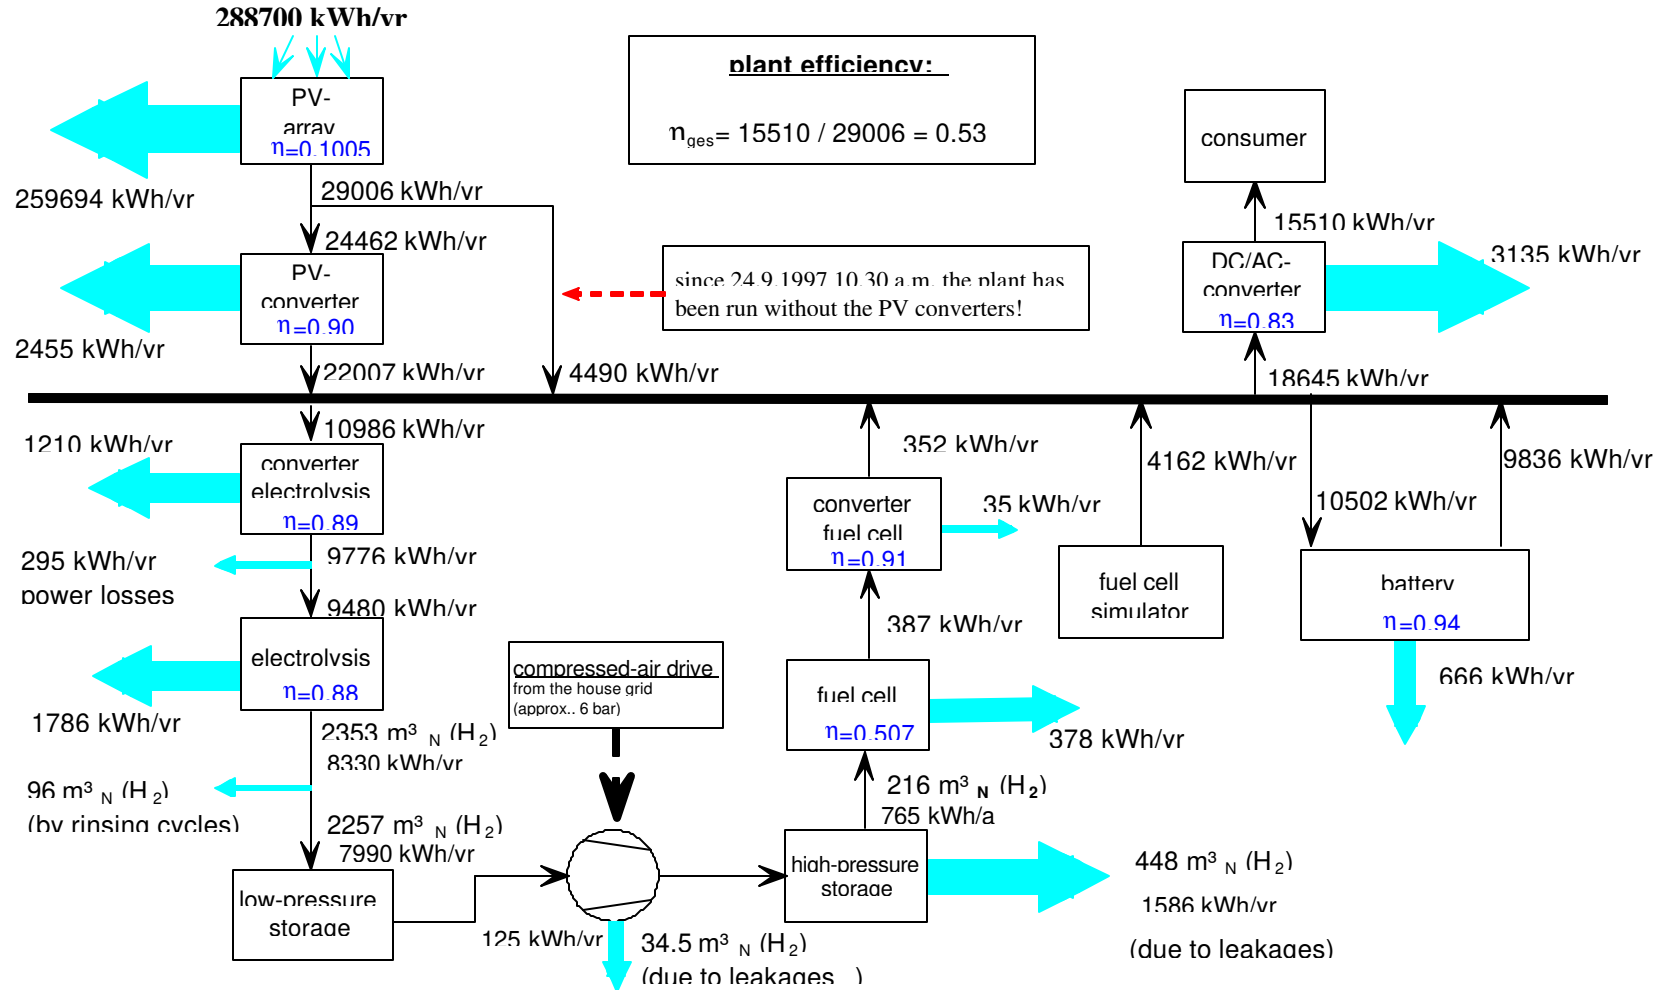 288700 kWh/yr
PV-
array
η=0.1005
259694 kWh/yr
29006 kWh/yr
24462 kWh/yr
PV-
converter
η=0.90
2455 kWh/yr
22007 kWh/yr
4490 kWh/yr
plant efficiency:
ηges= 15510 / 29006 = 0.53
since 24.9.1997 10.30 a.m. the plant has
been run without the PV converters!
consumer
15510 kWh/yr
DC/AC-
converter
η=0.83
3135 kWh/yr
18645 kWh/yr
1210 kWh/yr
10986 kWh/yr
converter
electrolysis
η=0.89
295 kWh/yr
power losses
9776 kWh/yr
9480 kWh/yr
electrolysis
η=0.88
1786 kWh/yr
2353 m³ N (H2)
8330 kWh/yr
96 m³ N (H2)
(by rinsing cycles)
2257 m³ N (H2)
7990 kWh/yr
low-pressure
storage
compressed-air drive
from the house grid
(approx.. 6 bar)
125 kWh/yr
34.5 m³ N (H2)
(due to leakages )
352 kWh/yr
converter
fuel cell
η=0.91
35 kWh/yr
387 kWh/yr
fuel cell
η=0.507
378 kWh/yr
216 m³ N (H2)
765 kWh/a
high-pressure
storage
448 m³ N (H2)
1586 kWh/yr
(due to leakages)
4162 kWh/yr
fuel cell
simulator
10502 kWh/yr
9836 kWh/yr
battery
η=0.94
666 kWh/yr